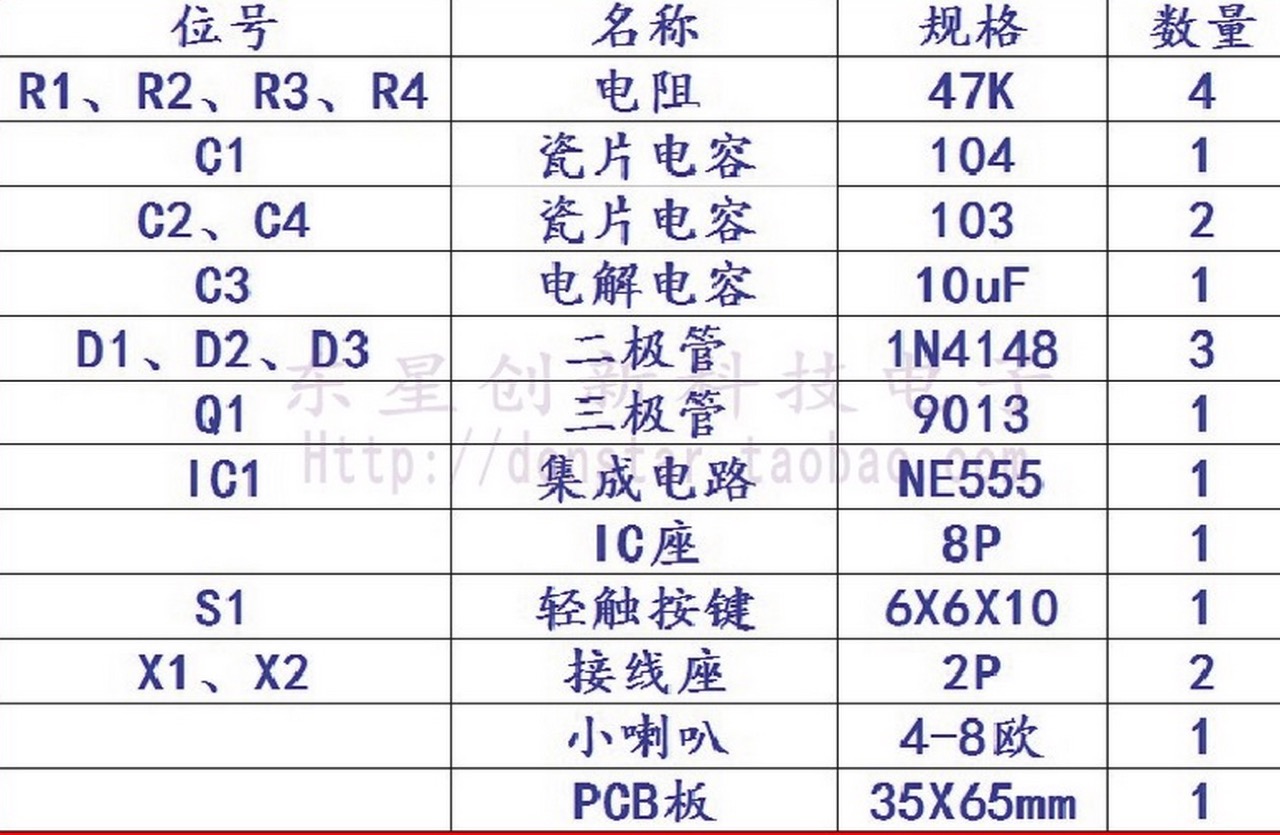 位号 名称 规格 数量
R1、R2、R3、R4 电阻 47K 4
C1 瓷片电容 104 1
C2、C4 瓷片电容 103 2
C3 电解电容 10uF 1
D1、D2、D3 二极管 1N4148 3
东星创新科技电子
Q1 三极管 9013 1
Http://denstar.taobao.com
IC1 集成电路 NE555 1
IC座 8P 1
S1 轻触按键 6X6X10 1
X1、X2 接线座 2P 2
小喇叭 4-8欧 1
PCB板 35X65mm 1